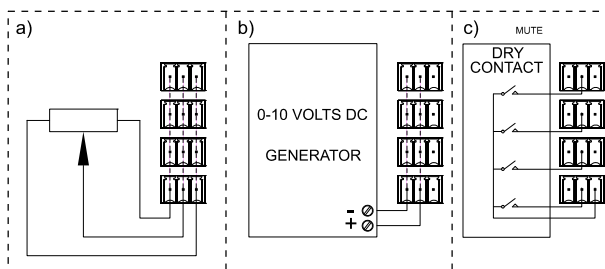 a)
b)
0-10 VOLTS DC
GENERATOR
-
+
c)
MUTE
DRY
CONTACT